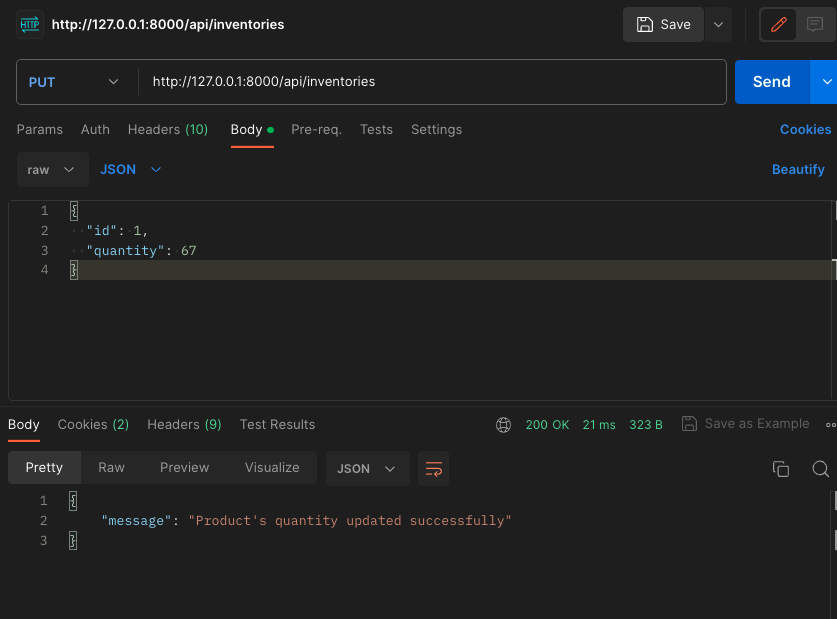 HTTP http://127.0.0.1:8000/api/inventories Save
PUT http://127.0.0.1:8000/api/inventories Send
Params Auth Headers (10) Body Pre-req. Tests Settings Cookies
raw JSON Beautify
1 {
2 "id": 1,
3 "quantity": 67
4 }
Body Cookies (2) Headers (9) Test Results 200 OK 21 ms 323 B Save as Example
Pretty Raw Preview Visualize JSON
1 {
2 "message": "Product's quantity updated successfully"
3 }